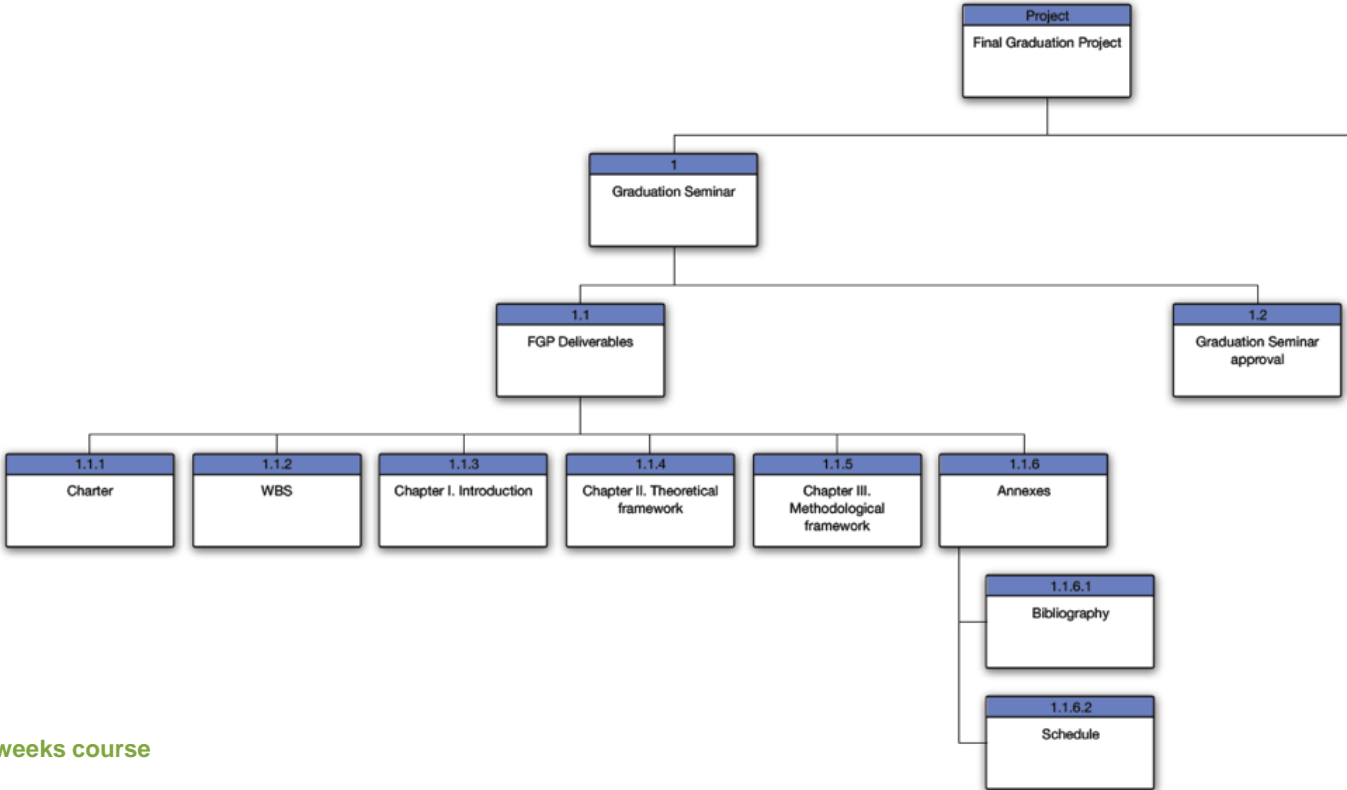 Project
Final Graduation Project
1
Graduation Seminar
1.1
FGP Deliverables
1.2
Graduation Seminar
approval
1.1.1
Charter
1.1.2
WBS
1.1.3
Chapter I. Introduction
1.1.4
Chapter II. Theoretical
framework
1.1.5
Chapter III.
Methodological
framework
1.1.6
Annexes
1.1.6.1
Bibliography
1.1.6.2
Schedule
weeks course